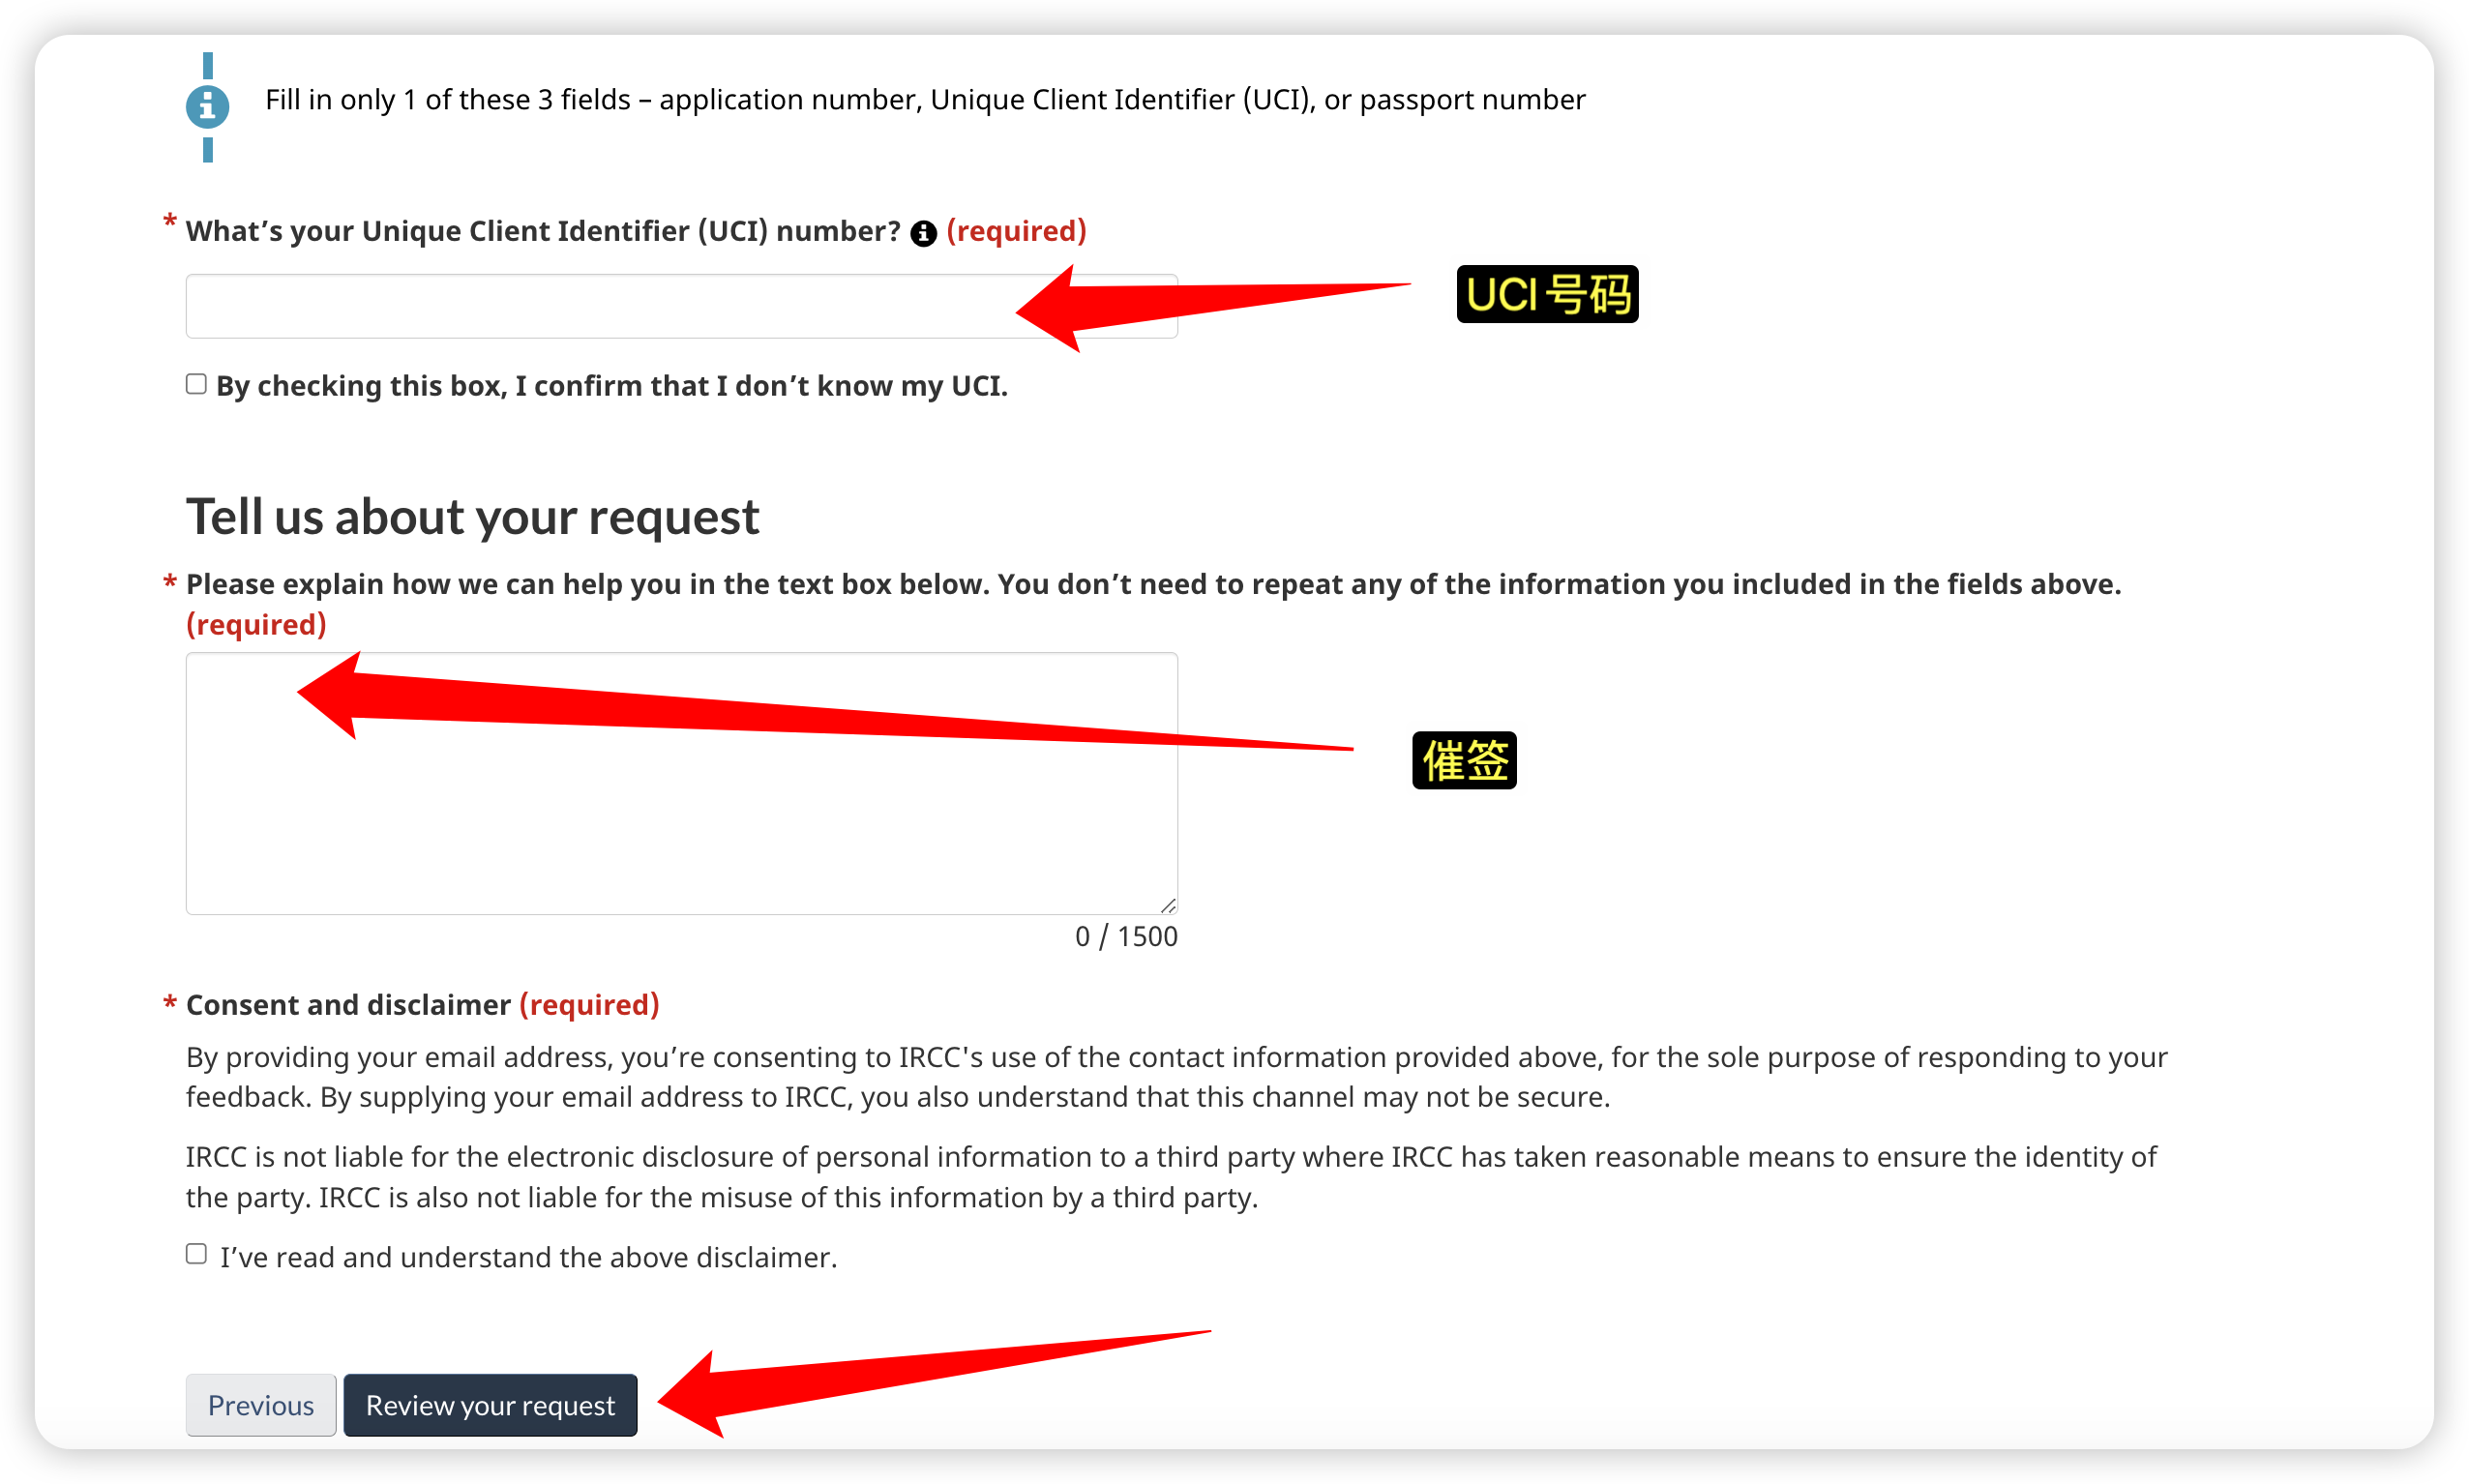 Fill in only 1 of these 3 fields – application number, Unique Client Identifier (UCI), or passport number
* What’s your Unique Client Identifier (UCI) number? (required)
UCI 号码
By checking this box, I confirm that I don’t know my UCI.
Tell us about your request
* Please explain how we can help you in the text box below. You don’t need to repeat any of the information you included in the fields above.
(required)
催签
0 / 1500
* Consent and disclaimer (required)
By providing your email address, you’re consenting to IRCC's use of the contact information provided above, for the sole purpose of responding to your
feedback. By supplying your email address to IRCC, you also understand that this channel may not be secure.
IRCC is not liable for the electronic disclosure of personal information to a third party where IRCC has taken reasonable means to ensure the identity of
the party. IRCC is also not liable for the misuse of this information by a third party.
I’ve read and understand the above disclaimer.
Previous Review your request